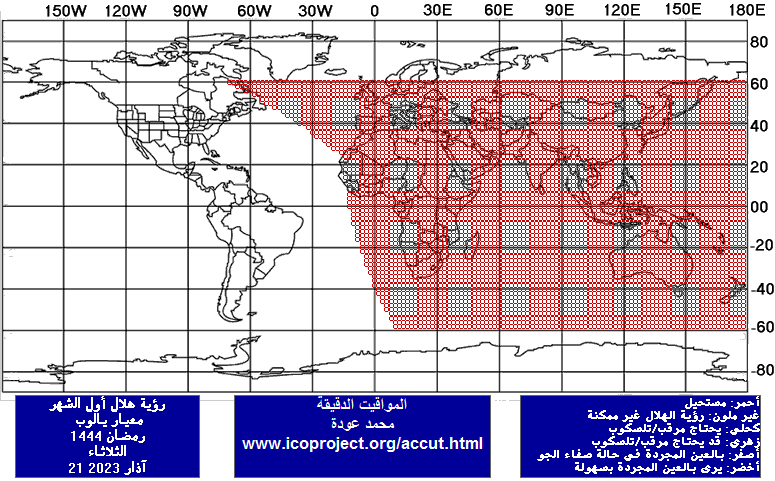 150W 120W 90W 60W 30W 0 30E 60E 90E 120E 150E 180E
80
60
40
20
00
-20
-40
-60
-80
رؤية هلال أول الشهر
معيار يالوب
رمضان 1444
الثلاثاء
21 آذار 2023
المواقيت الدقيقة
محمد عودة
www.icoproject.org/accut.html
أحمر: مستحيل
غير ملون: رؤية الهلال غير ممكنة
كحلي: يحتاج مرقب/تلسكوب
زهري: قد يحتاج مرقب/تلسكوب
أصفر: بالعين المجردة في حالة صفاء الجو
أخضر: يرى بالعين المجردة بصهولة